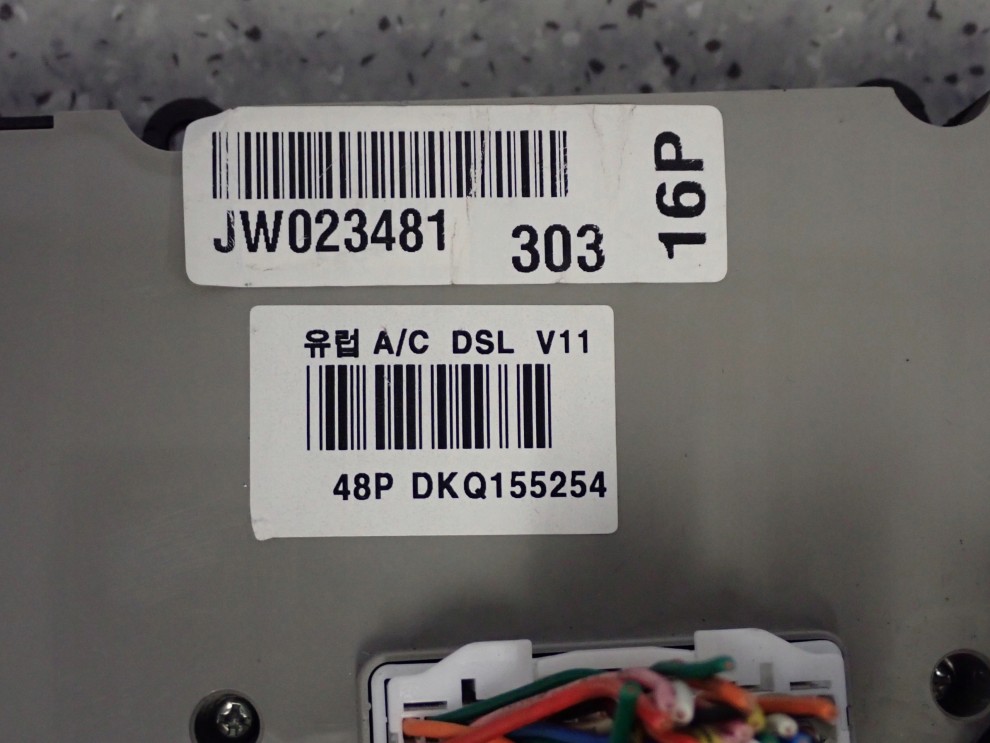 JW023481 303
16P
유럽 A/C DSL V11
48P DKQ155254